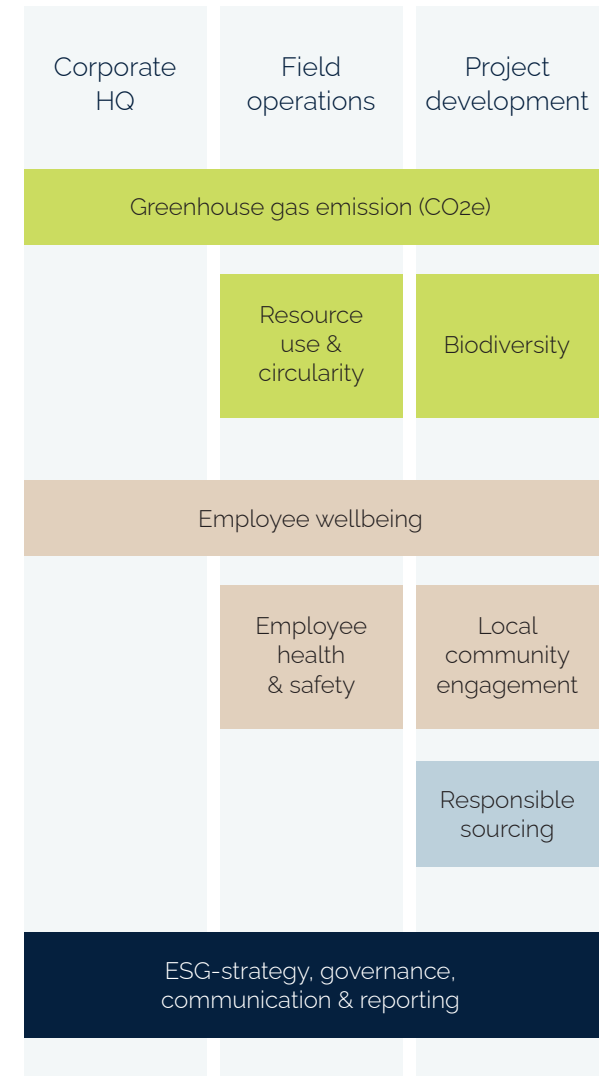 Corporate
HQ
Field
operations
Project
development
Greenhouse gas emission (CO2e)
Resource
use &
circularity
Biodiversity
Employee wellbeing
Employee
health
& safety
Local
community
engagement
Responsible
sourcing
ESG-strategy, governance,
communication & reporting